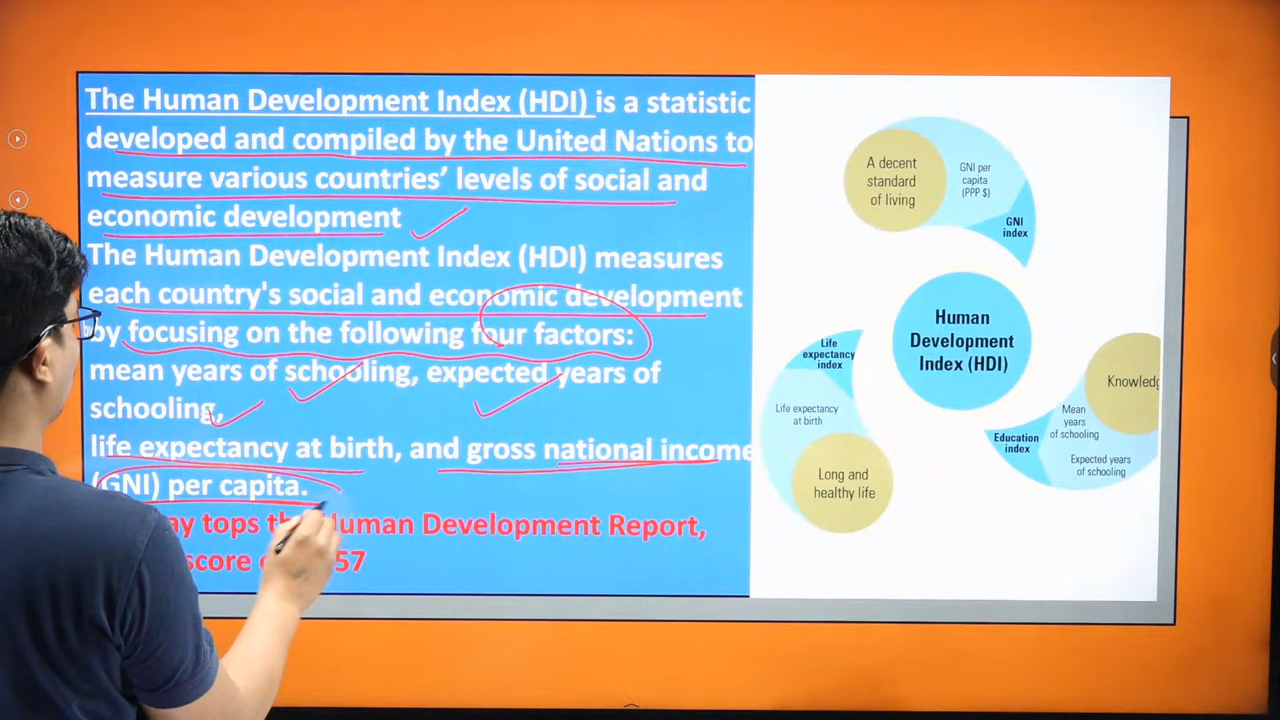 The Human Development Index (HDI) is a statistic
developed and compiled by the United Nations to
measure various countries' levels of social and
economic development
The Human Development Index (HDI) measures
each country's social and economic development
by focusing on the following four factors:
mean years of schooling, expected years of
schooling,
life expectancy at birth, and gross national income
(GNI) per capita.
tops the Human Development Report,
score 57
A decent
standard
of living
GNI per
capita
(PPP $)
GNI
index
Human
Development
Index (HDI)
Life
expectancy
index
Life expectancy
at birth
Long and
healthy life
Knowledg
Mean
years
of schooling
Education
index
Expected years
of schooling